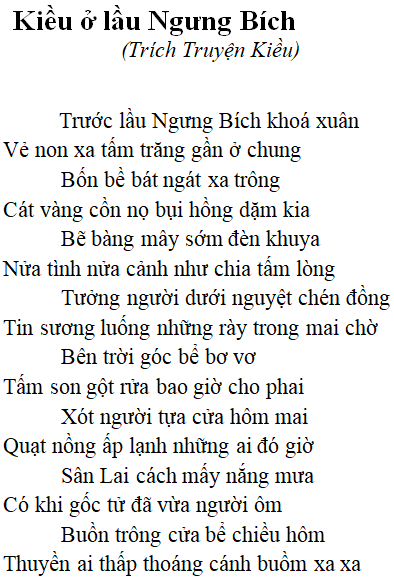 Kiều ở lầu Ngưng Bích
(Trích Truyện Kiều)
Trước lầu Ngưng Bích khoá xuân
Vẻ non xa tấm trăng gần ở chung
Bốn bề bát ngát xa trông
Cát vàng cồn nọ bụi hồng dặm kia
Bẽ bàng mây sớm đèn khuya
Nửa tình nửa cảnh như chia tấm lòng
Tưởng người dưới nguyệt chén đồng
Tin sương luống những rày trong mai chờ
Bên trời góc bể bơ vơ
Tấm son gột rửa bao giờ cho phai
Xót người tựa cửa hôm mai
Quạt nồng ấp lạnh những ai đó giờ
Sân Lai cách mấy nắng mưa
Có khi gốc tử đã vừa người ôm
Buồn trông cửa bể chiều hôm
Thuyền ai thấp thoáng cánh buồm xa xa